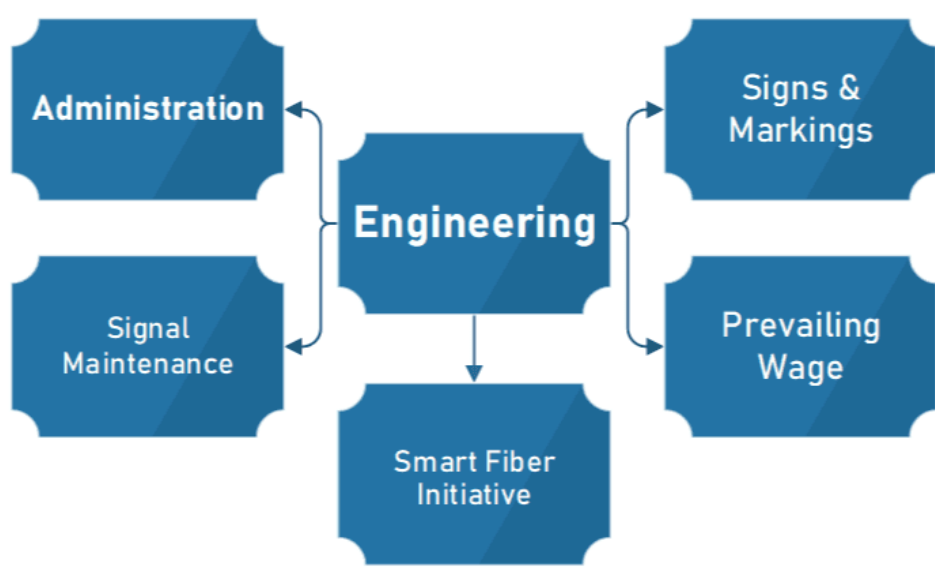 Administration
Signs &
Markings
Engineering
Signal
Maintenance
Prevailing
Wage
Smart Fiber
Initiative